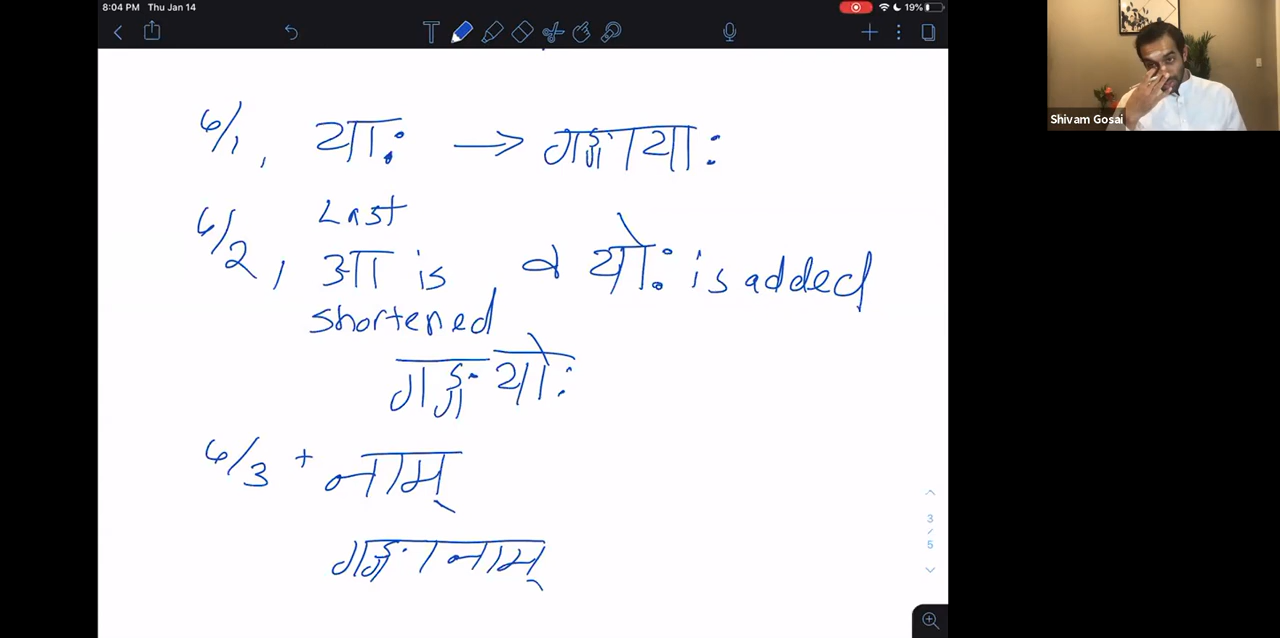 8:04 PM Thu Jan 14
19%
T
Shivam Gosai
6/1, याः → गङ्गायाः
Last
6/2, आ is & योः is added
shortened
गङ्गयोः
6/3 + नाम्
गङ्गानाम्
3
/
5